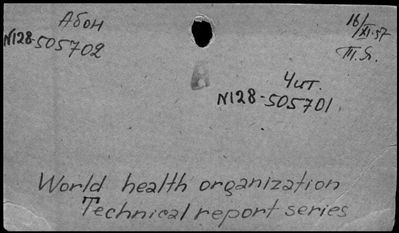 Абон
N128-505702
16/XI.57
П.Я.
A
Чит.
N128-505701
World health organization
Technical report series